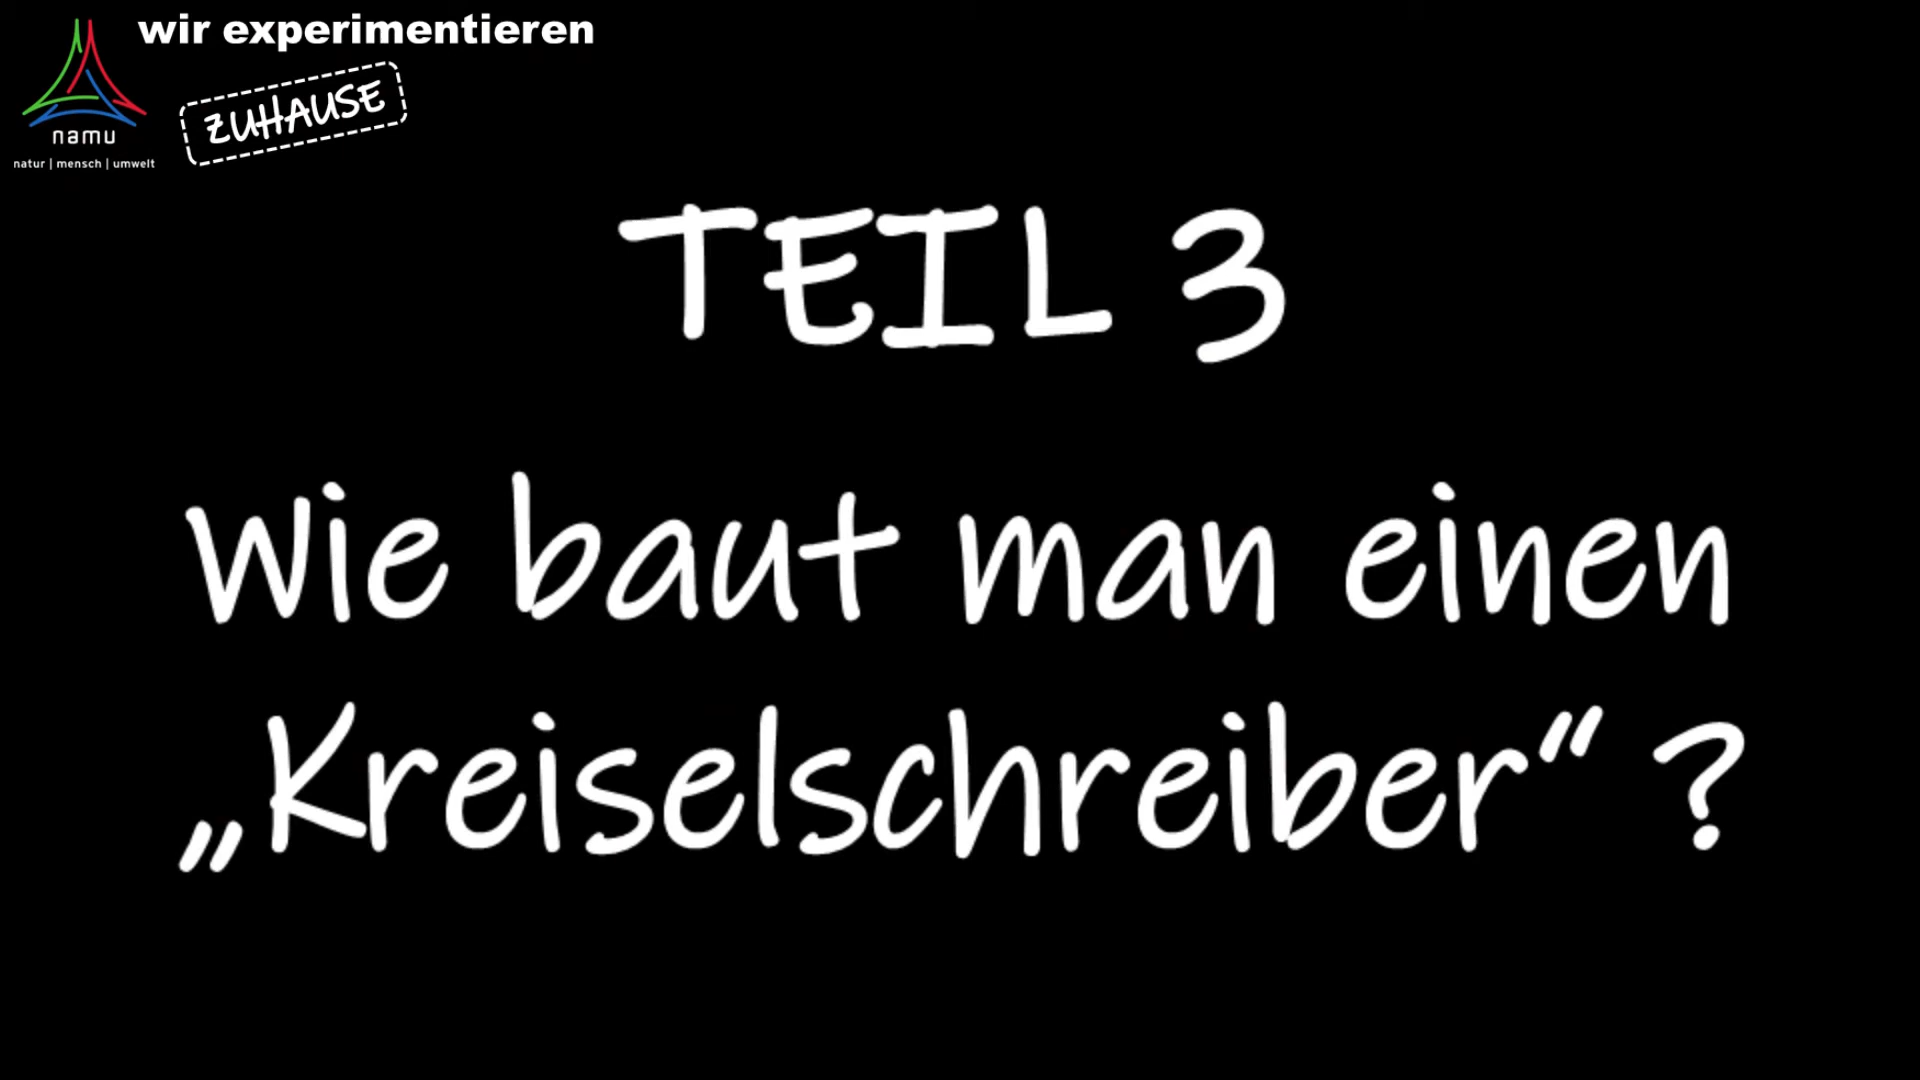 wir experimentieren
ZUHAUSE
namu
natur | mensch | umwelt
TEIL 3
Wie baut man einen
„Kreiselschreiber“ ?